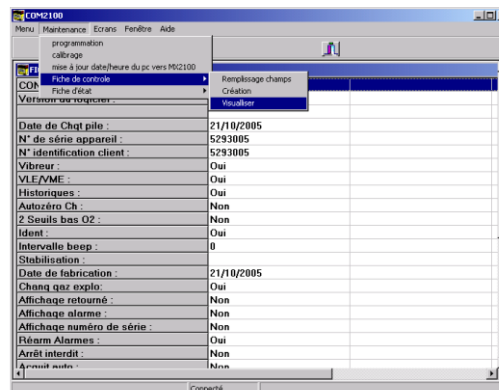 COM2100
Menu Maintenance Ecrans Fenêtre Aide
programmation
calibrage
mise à jour date/heure du pc vers MX2100
Fiche de controle
Fiche d'état
Remplissage champs
Création
Visualiser
Date de Chgt pile : 21/10/2005
N° de série appareil : 5293005
N° identification client : 5293005
Vibreur : Oui
VLE/VME : Oui
Historiques : Oui
Autozéro Ch : Non
2 Seuils bas O2 : Non
Ident : Oui
Intervalle beep : 0
Stabilisation :
Date de fabrication : 21/10/2005
Chang gaz explo: Oui
Affichage retourné : Non
Affichage alarme : Non
Affichage numéro de série : Non
Réarm Alarmes : Oui
Arrêt interdit : Non
Acquit auto : Non
Connecté